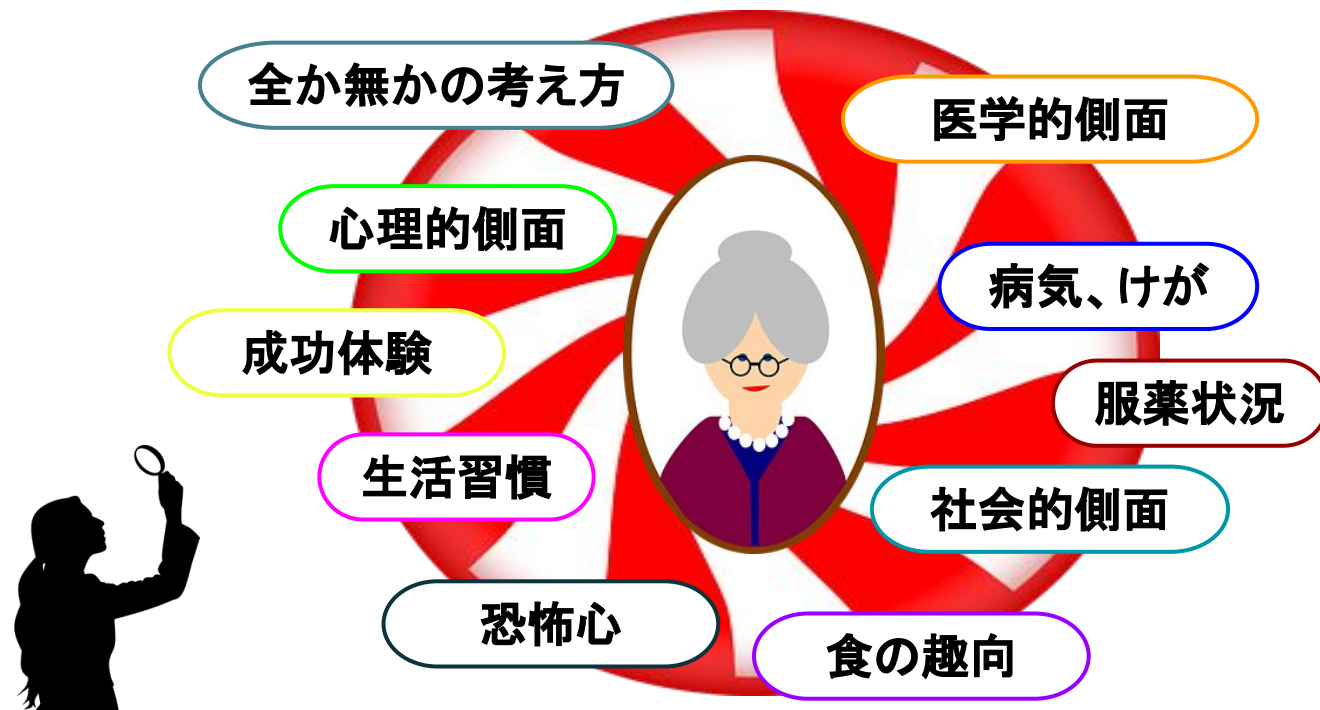 全か無かの考え方
医学的側面
心理的側面
病気、けが
成功体験
服薬状況
生活習慣
社会的側面
恐怖心
食の趣向